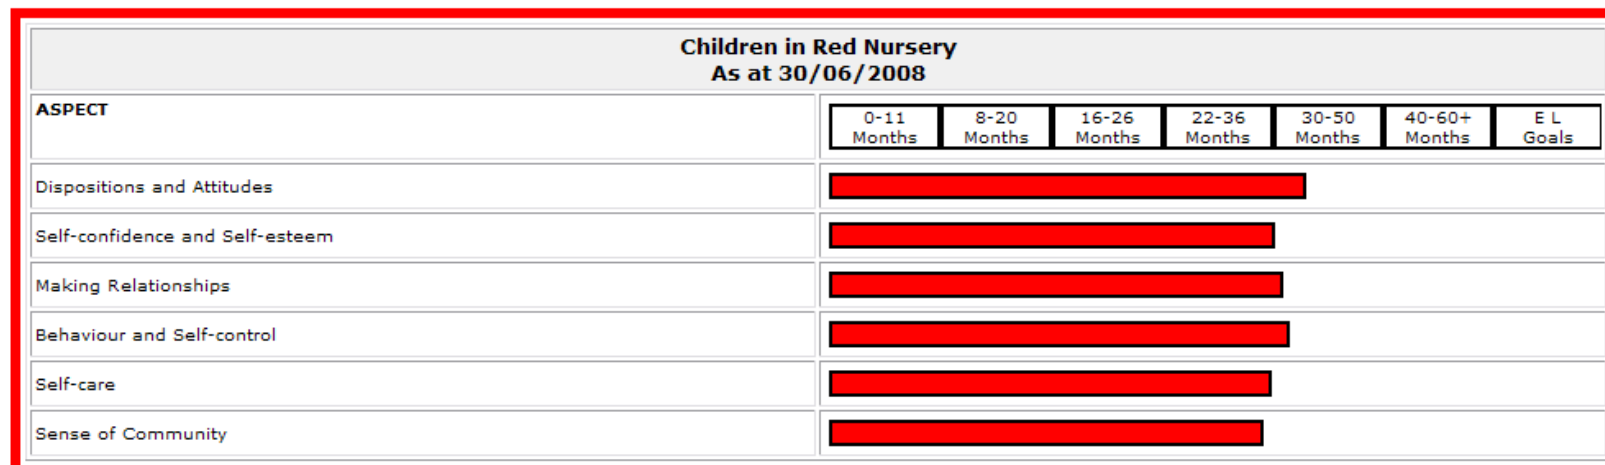 Children in Red Nursery
As at 30/06/2008
ASPECT
0-11 Months
8-20 Months
16-26 Months
22-36 Months
30-50 Months
40-60+ Months
E L Goals
Dispositions and Attitudes
Self-confidence and Self-esteem
Making Relationships
Behaviour and Self-control
Self-care
Sense of Community